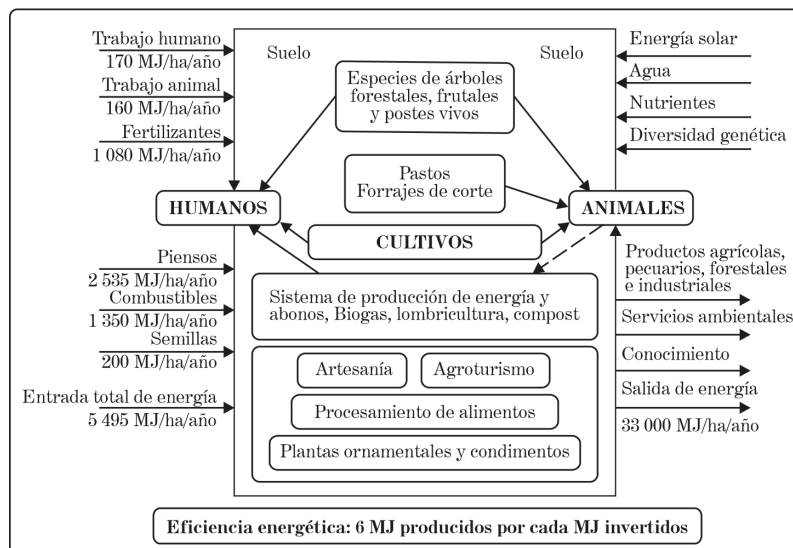 Trabajo humano
170 MJ/ha/año
Trabajo animal
160 MJ/ha/año
Fertilizantes
1 080 MJ/ha/año
Suelo
Suelo
Especies de árboles
forestales, frutales
y postes vivos
Energía solar
Agua
Nutrientes
Diversidad genética
Pastos
Forrajes de corte
HUMANOS
ANIMALES
CULTIVOS
Piensos
2 535 MJ/ha/año
Combustibles
1 350 MJ/ha/año
Semillas
200 MJ/ha/año
Entrada total de energía
5 495 MJ/ha/año
Sistema de producción de energía y
abonos, Biogas, lombricultura, compost
Artesanía
Agroturismo
Procesamiento de alimentos
Plantas ornamentales y condimentos
Productos agrícolas,
pecuarios, forestales
e industriales
Servicios ambientales
Conocimiento
Salida de energía
33 000 MJ/ha/año
Eficiencia energética: 6 MJ producidos por cada MJ invertidos